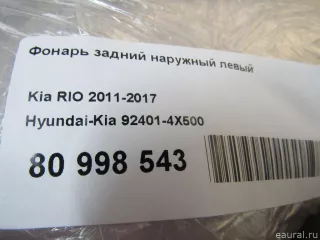 Фонарь задний наружный левый
Kia RIO 2011-2017
Hyundai-Kia 92401-4X500
80 998 543
eaural.ru